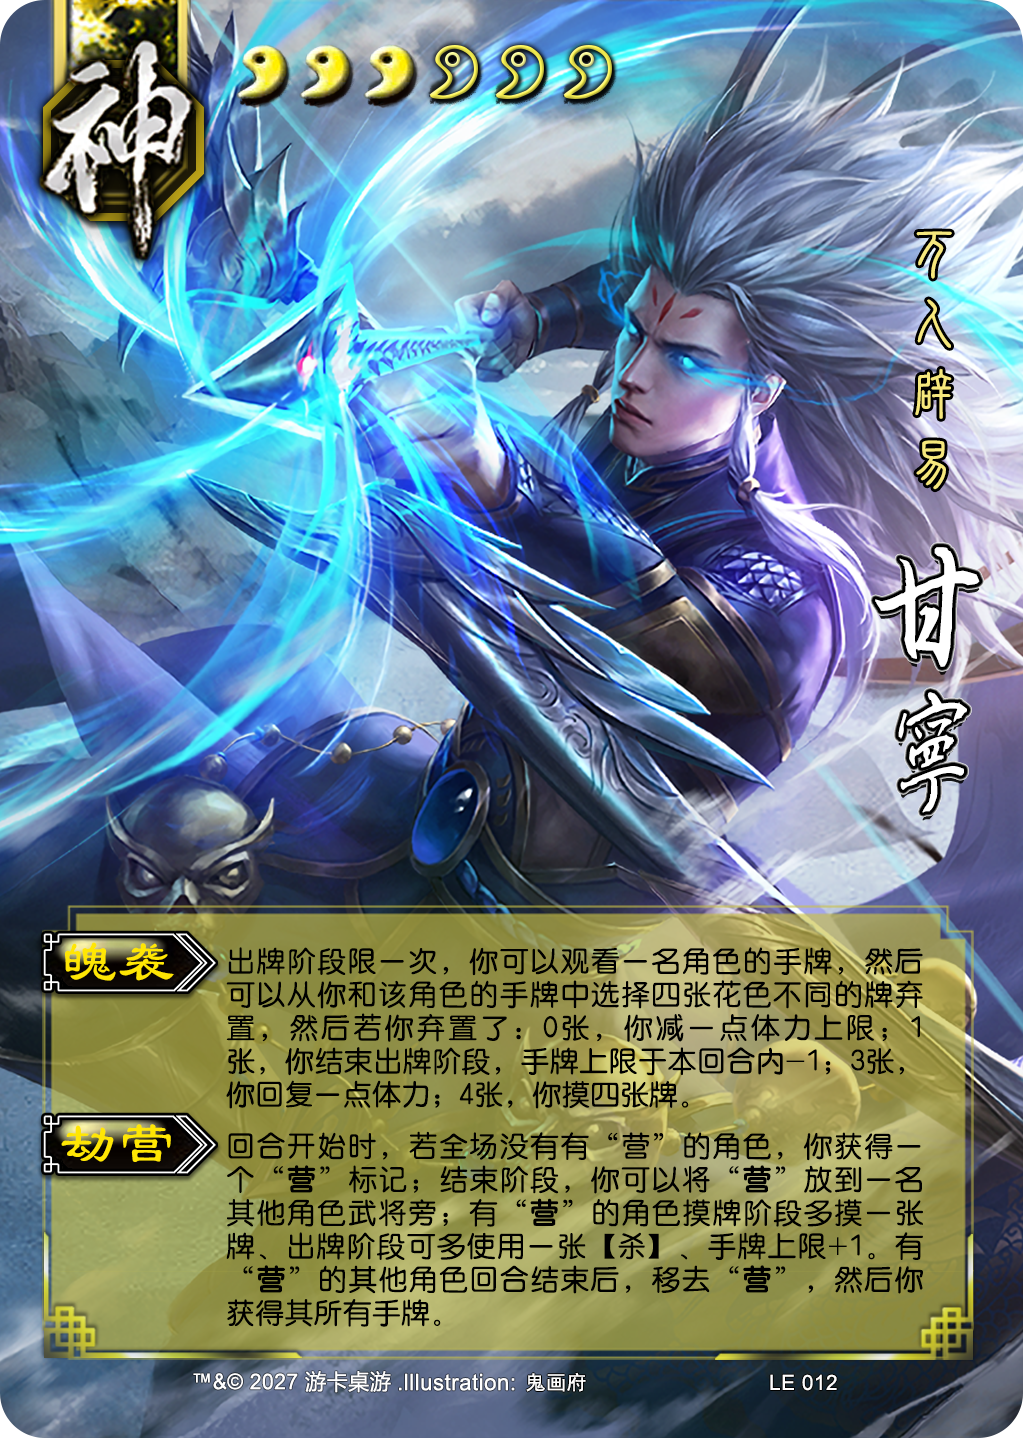 神
万人辟易
甘寧
魄袭
出牌阶段限一次，你可以观看一名角色的手牌，然后
可以从你和该角色的手牌中选择四张花色不同的牌弃
置，然后若你弃置了：0张，你减一点体力上限；1
张，你结束出牌阶段，手牌上限于本回合内-1；3张，
你回复一点体力；4张，你摸四张牌。
劫营
回合开始时，若全场没有有“营”的角色，你获得一
个“营”标记；结束阶段，你可以将“营”放到一名
其他角色武将旁；有“营”的角色摸牌阶段多摸一张
牌、出牌阶段可多使用一张【杀】、手牌上限+1。有
“营”的其他角色回合结束后，移去“营”，然后你
获得其所有手牌。
™&© 2027 游卡桌游 .Illustration: 鬼画府
LE 012